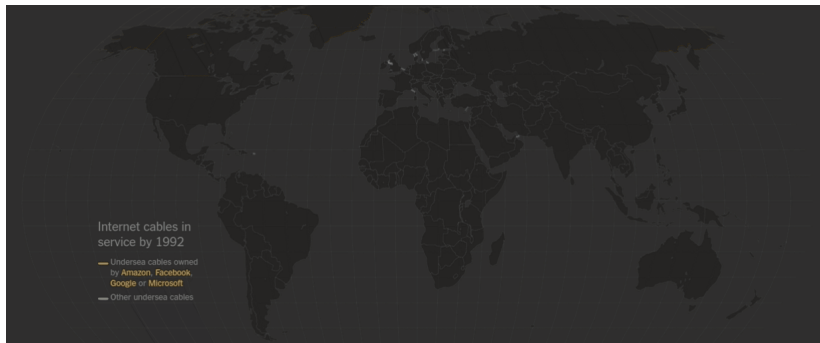 Internet cables in
service by 1992
Undersea cables owned
by Amazon, Facebook,
Google or Microsoft
Other undersea cables